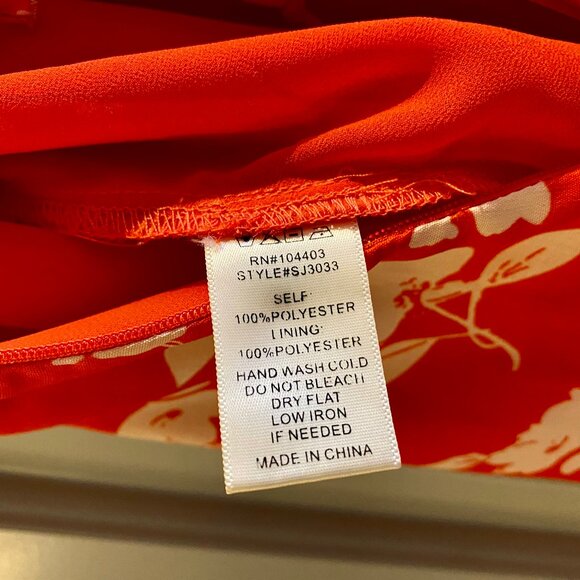 RN#104403
STYLE#SJ3033
SELF:
100%POLYESTER
LINING:
100%POLYESTER
HAND WASH COLD
DO NOT BLEACH
DRY FLAT
LOW IRON
IF NEEDED
MADE IN CHINA